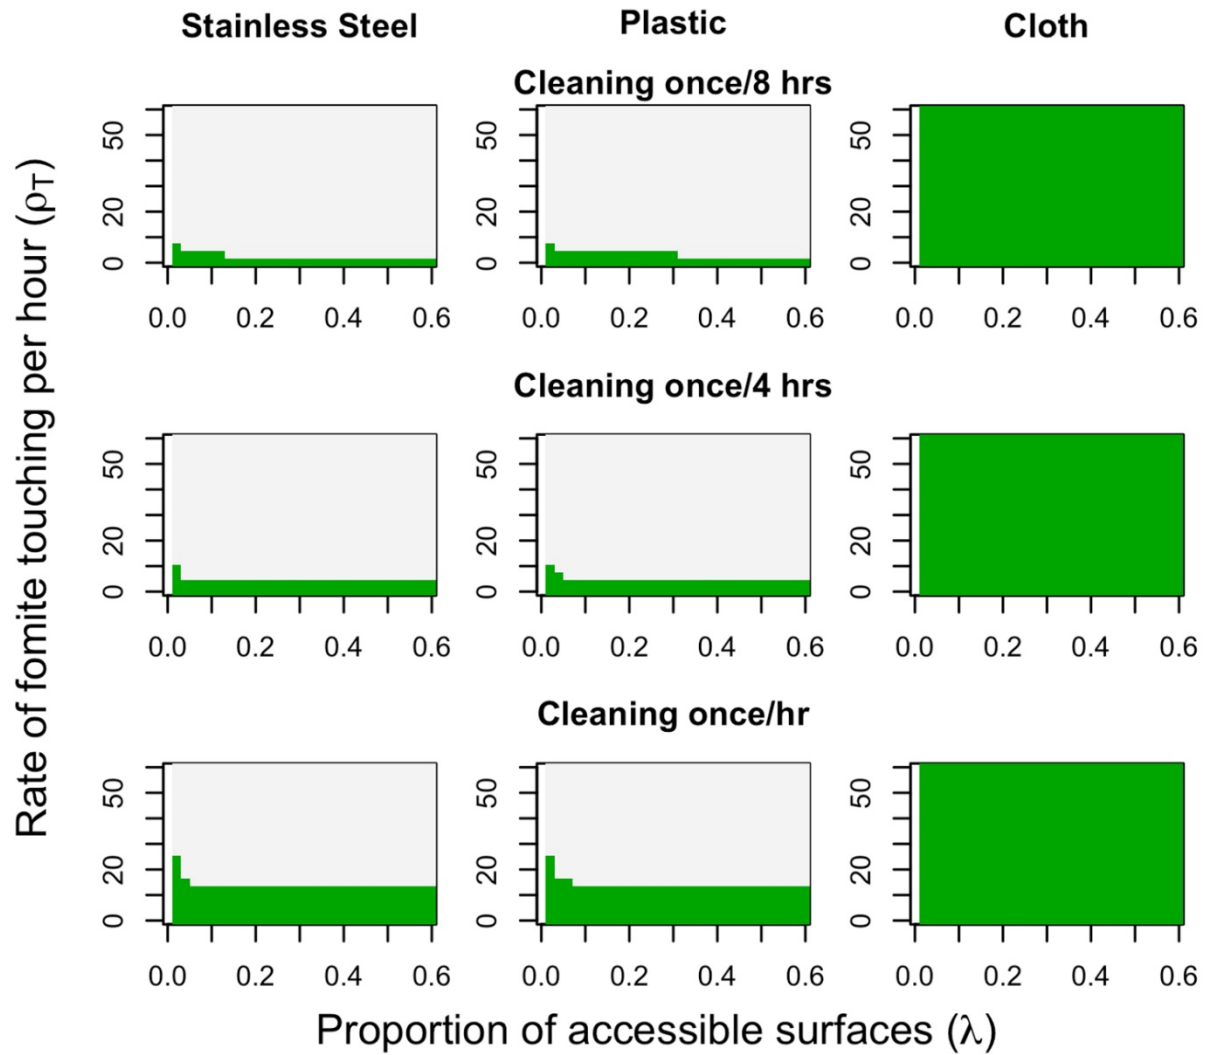 Stainless Steel Plastic Cloth
Cleaning once/8 hrs
50 50 50
20 20 20
0 0 0
0.0 0.2 0.4 0.6 0.0 0.2 0.4 0.6 0.0 0.2 0.4 0.6
Cleaning once/4 hrs
50 50 50
20 20 20
0 0 0
0.0 0.2 0.4 0.6 0.0 0.2 0.4 0.6 0.0 0.2 0.4 0.6
Cleaning once/hr
50 50 50
20 20 20
0 0 0
0.0 0.2 0.4 0.6 0.0 0.2 0.4 0.6 0.0 0.2 0.4 0.6
Rate of fomite touching per hour (ρT)
Proportion of accessible surfaces (λ)